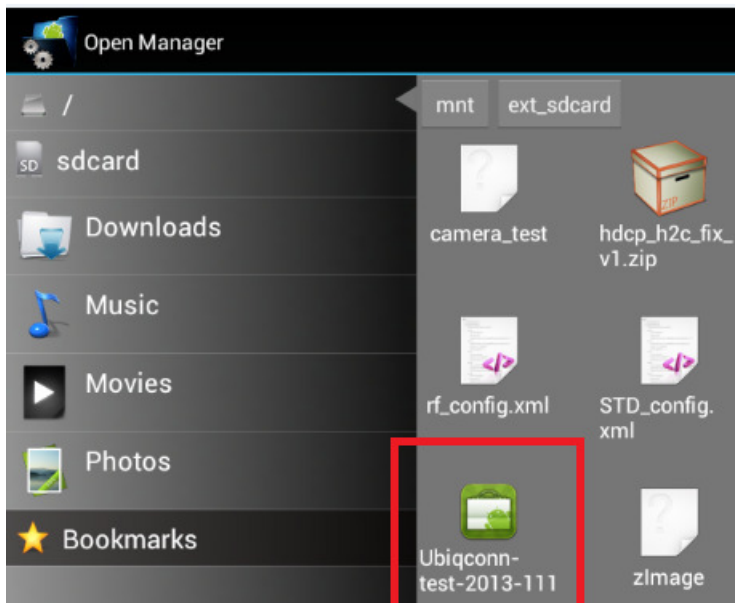 Open Manager
/
SD
sdcard
Downloads
Music
Movies
Photos
Bookmarks
mnt
ext_sdcard
?
camera_test
ZIP
hdcp_h2c_fix_
v1.zip
</>
rf_config.xml
</>
STD_config.
xml
Ubiqconn-
test-2013-111
?
zImage